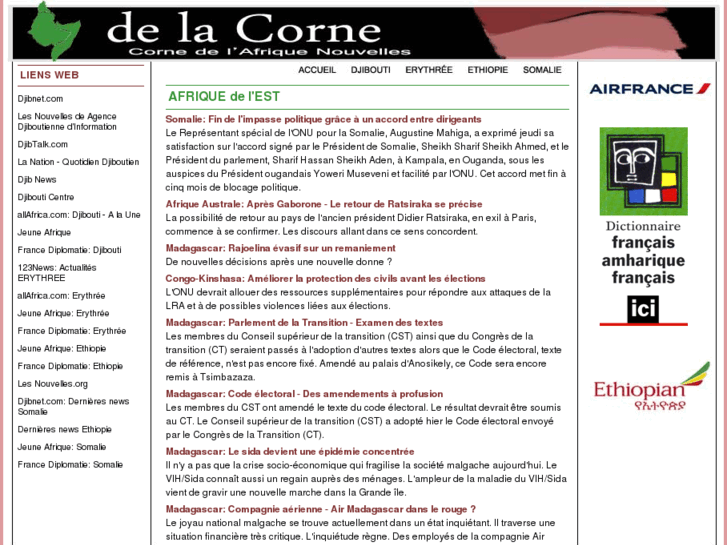 de la Corne
Corne de l'Afrique Nouvelles
ACCUEIL DJIBOUTI ERYTHRÉE ETHIOPIE SOMALIE
LIENS WEB
Djibnet.com
Les Nouvelles de Agence
Djiboutienne d'Information
DjibTalk.com
La Nation - Quotidien Djiboutien
Djib News
Djibouti Centre
allAfrica.com: Djibouti - A la Une
Jeune Afrique
France Diplomatie: Djibouti
123News: Actualités
ERYTHREE
allAfrica.com: Erythrée
Jeune Afrique: Erythrée
France Diplomatie: Erythrée
Jeune Afrique: Ethiopie
France Diplomatie: Ethiopie
Les Nouvelles.org
Djibnet.com: Dernières news
Somalie
Dernières news Ethiopie
Jeune Afrique: Somalie
France Diplomatie: Somalie
AFRIQUE de l'EST
Somalie: Fin de l'impasse politique grâce à un accord entre dirigeants
Le Représentant spécial de l'ONU pour la Somalie, Augustine Mahiga, a exprimé jeudi sa
satisfaction sur l'accord signé par le Président de Somalie, Sheikh Sharif Sheikh Ahmed, et le
Président du parlement, Sharif Hassan Sheikh Aden, à Kampala, en Ouganda, sous les
auspices du Président ougandais Yoweri Museveni et facilité par l'ONU. Cet accord met fin à
cinq mois de blocage politique.
Afrique Australe: Après Gaborone - Le retour de Ratsiraka se précise
La possibilité de retour au pays de l'ancien président Didier Ratsiraka, en exil à Paris,
commence à se confirmer. Les discours allant dans ce sens concordent.
Madagascar: Rajoelina évasif sur un remaniement
De nouvelles décisions après une nouvelle donne ?
Congo-Kinshasa: Améliorer la protection des civils avant les élections
L'ONU devrait allouer des ressources supplémentaires pour répondre aux attaques de la
LRA et à de possibles violences liées aux élections.
Madagascar: Parlement de la Transition - Examen des textes
Les membres du Conseil supérieur de la transition (CST) ainsi que du Congrès de la
transition (CT) seraient passés à l'adoption d'autres textes alors que le Code électoral, texte
de référence, n'est pas encore fixé. Amendé au palais d'Anosikely, ce Code sera encore
remis à Tsimbazaza.
Madagascar: Code électoral - Des amendements à profusion
Les membres du CST ont amendé le texte du code électoral. Le résultat devrait être soumis
au CT. Le Conseil supérieur de la transition (CST) a adopté hier le Code électoral envoyé
par le Congrès de la Transition (CT).
Madagascar: Le sida devient une épidémie concentrée
Il n'y a pas que la crise socio-économique qui fragilise la société malgache aujourd'hui. Le
VIH/Sida connaît aussi un regain auprès des ménages. L'ampleur de la maladie du VIH/Sida
vient de gravir une nouvelle marche dans la Grande île.
Madagascar: Compagnie aérienne - Air Madagascar dans le rouge ?
Le joyau national malgache se trouve actuellement dans un état inquiétant. Il traverse une
situation financière très critique. L'inquiétude règne. Des employés de la compagnie Air
AIRFRANCE
Dictionnaire
français
amharique
français
ici
Ethiopian
የኢትዮጵያ